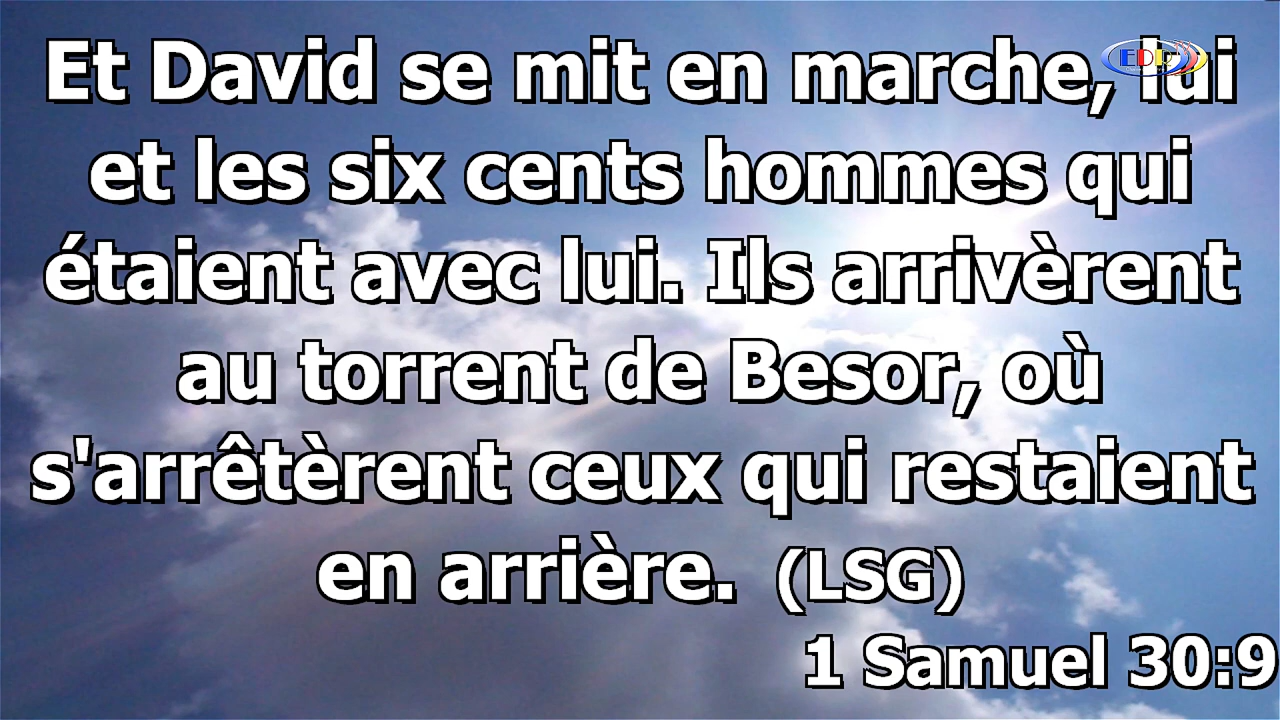 Et David se mit en marche, lui
et les six cents hommes qui
étaient avec lui. Ils arrivèrent
au torrent de Besor, où
s'arrêtèrent ceux qui restaient
en arrière. (LSG)
1 Samuel 30:9